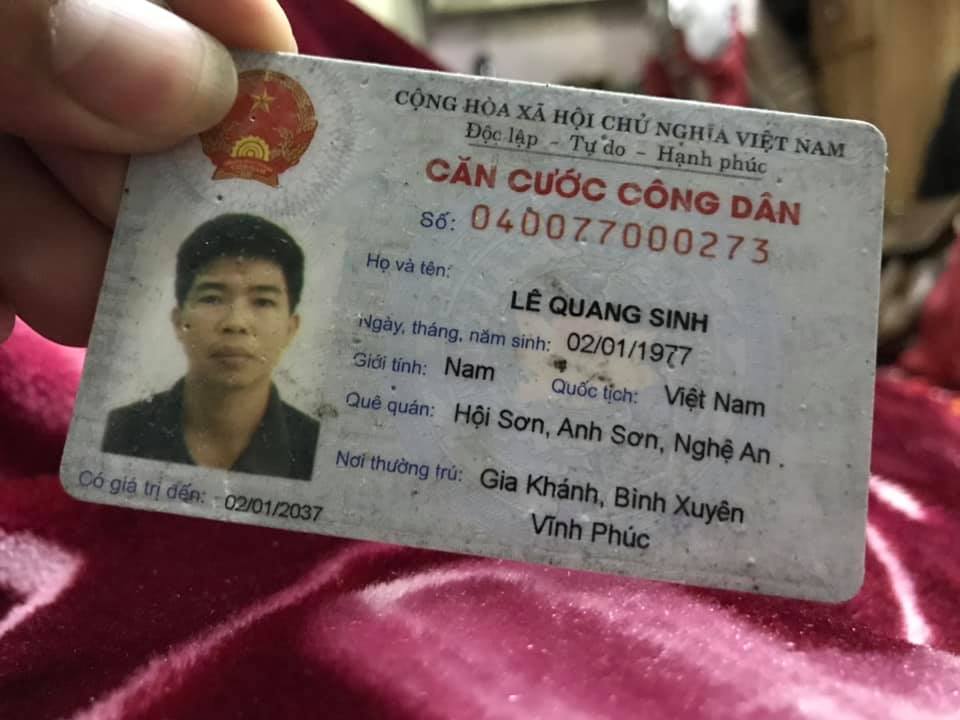 CỘNG HÒA XÃ HỘI CHỦ NGHĨA VIỆT NAM
Độc lập - Tự do - Hạnh phúc
CĂN CƯỚC CÔNG DÂN
Số: 040077000273
Họ và tên:
LÊ QUANG SINH
Ngày, tháng, năm sinh: 02/01/1977
Giới tính: Nam Quốc tịch: Việt Nam
Quê quán: Hội Sơn, Anh Sơn, Nghệ An
Nơi thường trú: Gia Khánh, Bình Xuyên
Vĩnh Phúc
Có giá trị đến: 02/01/2037